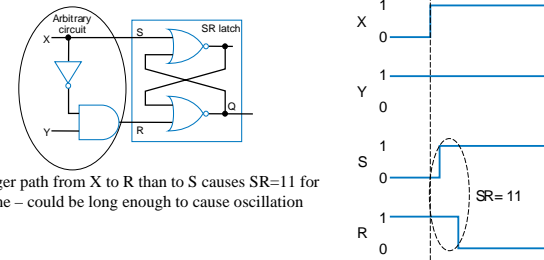 Arbitrary
circuit
X
Y
S
R
SR latch
Q
ger path from X to R than to S causes SR=11 for
ne – could be long enough to cause oscillation
X
1
0
Y
1
0
S
1
0
R
1
0
SR= 11